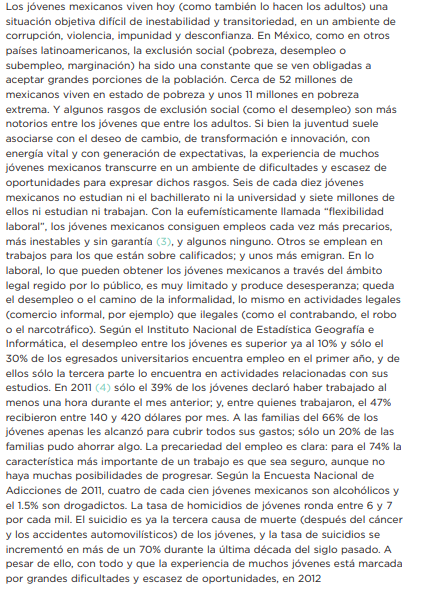 Los jóvenes mexicanos viven hoy (como también lo hacen los adultos) una
situación objetiva difícil de inestabilidad y transitoriedad, en un ambiente de
corrupción, violencia, impunidad y desconfianza. En México, como en otros
países latinoamericanos, la exclusión social (pobreza, desempleo o
subempleo, marginación) ha sido una constante que se ven obligadas a
aceptar grandes porciones de la población. Cerca de 52 millones de
mexicanos viven en estado de pobreza y unos 11 millones en pobreza
extrema. Y algunos rasgos de exclusión social (como el desempleo) son más
notorios entre los jóvenes que entre los adultos. Si bien la juventud suele
asociarse con el deseo de cambio, de transformación e innovación, con
energía vital y con generación de expectativas, la experiencia de muchos
jóvenes mexicanos transcurre en un ambiente de dificultades y escasez de
oportunidades para expresar dichos rasgos. Seis de cada diez jóvenes
mexicanos no estudian ni el bachillerato ni la universidad y siete millones de
ellos ni estudian ni trabajan. Con la eufemísticamente llamada "flexibilidad
laboral", los jóvenes mexicanos consiguen empleos cada vez más precarios,
más inestables y sin garantía (3), y algunos ninguno. Otros se emplean en
trabajos para los que están sobre calificados; y unos más emigran. En lo
laboral, lo que pueden obtener los jóvenes mexicanos a través del ámbito
legal regido por lo público, es muy limitado y produce desesperanza; queda
el desempleo o el camino de la informalidad, lo mismo en actividades legales
(comercio informal, por ejemplo) que ilegales (como el contrabando, el robo
o el narcotráfico). Según el Instituto Nacional de Estadística Geografía e
Informática, el desempleo entre los jóvenes es superior ya al 10% y sólo el
30% de los egresados universitarios encuentra empleo en el primer año, y de
ellos sólo la tercera parte lo encuentra en actividades relacionadas con sus
estudios. En 2011 (4) sólo el 39% de los jóvenes declaró haber trabajado al
menos una hora durante el mes anterior; y, entre quienes trabajaron, el 47%
recibieron entre 140 y 420 dólares por mes. A las familias del 66% de los
jóvenes apenas les alcanzó para cubrir todos sus gastos; sólo un 20% de las
familias pudo ahorrar algo. La precariedad del empleo es clara: para el 74% la
característica más importante de un trabajo es que sea seguro, aunque no
haya muchas posibilidades de progresar. Según la Encuesta Nacional de
Adicciones de 2011, cuatro de cada cien jóvenes mexicanos son alcohólicos y
el 1.5% son drogadictos. La tasa de homicidios de jóvenes ronda entre 6 y 7
por cada mil. El suicidio es ya la tercera causa de muerte (después del cáncer
y los accidentes automovilísticos) de los jóvenes, y la tasa de suicidios se
incrementó en más de un 70% durante la última década del siglo pasado. A
pesar de ello, con todo y que la experiencia de muchos jóvenes está marcada
por grandes dificultades y escasez de oportunidades, en 2012